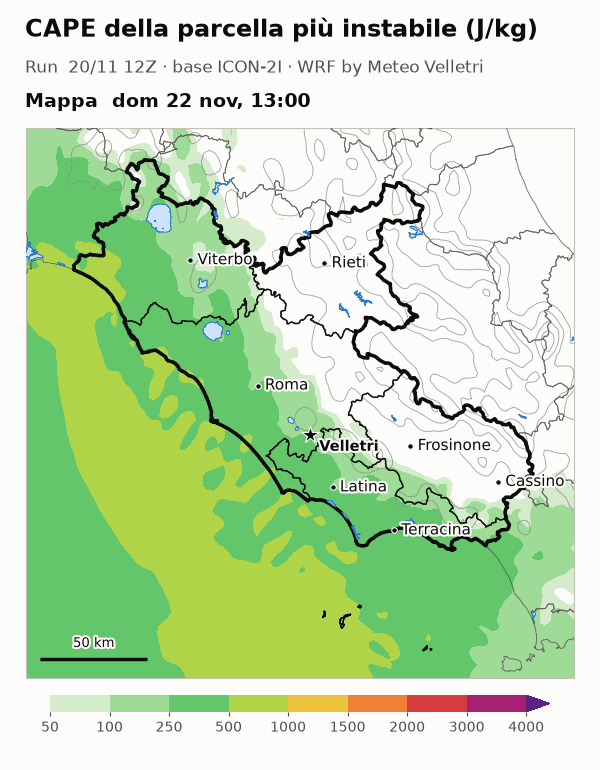 CAPE della parcella più instabile (J/kg)
Run 20/11 12Z · base ICON-2I · WRF by Meteo Velletri
Mappa dom 22 nov, 13:00
Viterbo
Rieti
Roma
Velletri
Frosinone
Cassino
Latina
Terracina
50 km
50 100 250 500 1000 1500 2000 3000 4000